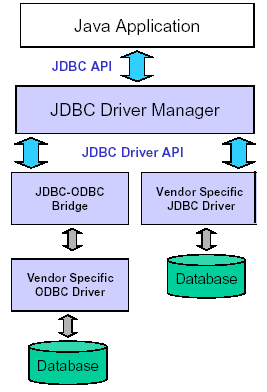 Java Application
JDBC API
JDBC Driver Manager
JDBC Driver API
JDBC-ODBC
Bridge
Vendor Specific
JDBC Driver
Vendor Specific
ODBC Driver
Database
Database